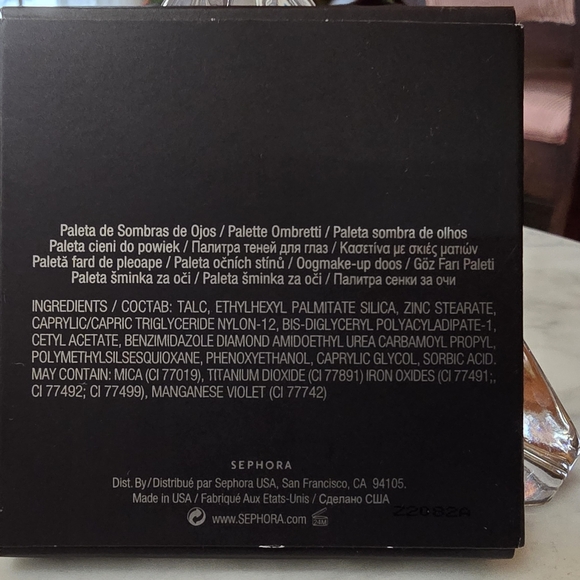 Paleta de Sombras de Ojos / Palette Ombretti / Paleta sombra de olhos
Paleta cieni do powiek / Палитра теней для глаз / Κασετίνα με σκιές ματιών
Paletă fard de pleoape / Paleta očních stínů / Oogmake-up doos / Göz Farı Paleti
Paleta šminka za oči / Paleta šminka za oči / Палитра сенки за очи
INGREDIENTS / COCTAB: TALC, ETHYLHEXYL PALMITATE SILICA, ZINC STEARATE,
CAPRYLIC/CAPRIC TRIGLYCERIDE NYLON-12, BIS-DIGLYCERYL POLYACYLADIPATE-1,
CETYL ACETATE, BENZIMIDAZOLE DIAMOND AMIDOETHYL UREA CARBAMOYL PROPYL,
POLYMETHYLSILSESQUIOXANE, PHENOXYETHANOL, CAPRYLIC GLYCOL, SORBIC ACID.
MAY CONTAIN: MICA (CI 77019), TITANIUM DIOXIDE (CI 77891) IRON OXIDES (CI 77491;,
CI 77492; CI 77499), MANGANESE VIOLET (CI 77742)
SEPHORA
Dist. By/Distribué par Sephora USA, San Francisco, CA 94105.
Made in USA / Fabriqué Aux Etats-Unis / Сделано США
www.SEPHORA.com 24M
Z2082A